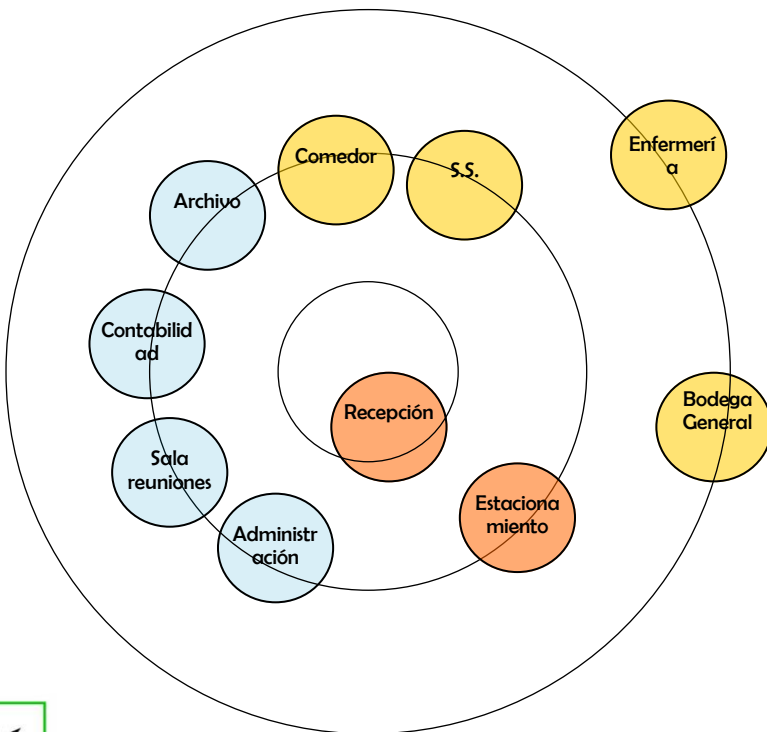 Comedor
S.S.
Enfermerí
a
Archivo
Contabilid
ad
Recepción
Bodega
General
Sala
reuniones
Estaciona
miento
Administr
ación